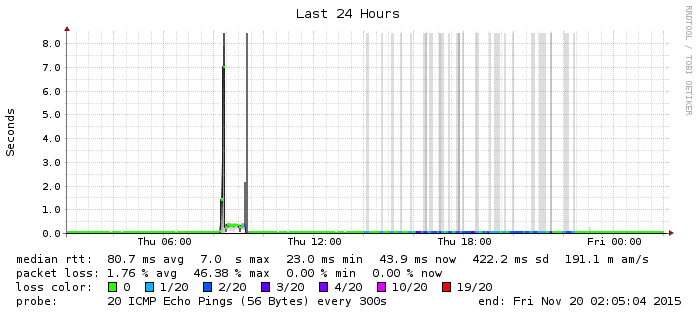 Last 24 Hours
RRDTOOL / TOBI OETIKER
Seconds
8.0
7.0
6.0
5.0
4.0
3.0
2.0
1.0
0.0
Thu 06:00 Thu 12:00 Thu 18:00 Fri 00:00
median rtt: 80.7 ms avg 7.0 s max 23.0 ms min 43.9 ms now 422.2 ms sd 191.1 m am/s
packet loss: 1.76 % avg 46.38 % max 0.00 % min 0.00 % now
loss color: 0 1/20 2/20 3/20 4/20 10/20 19/20
probe: 20 ICMP Echo Pings (56 Bytes) every 300s end: Fri Nov 20 02:05:04 2015